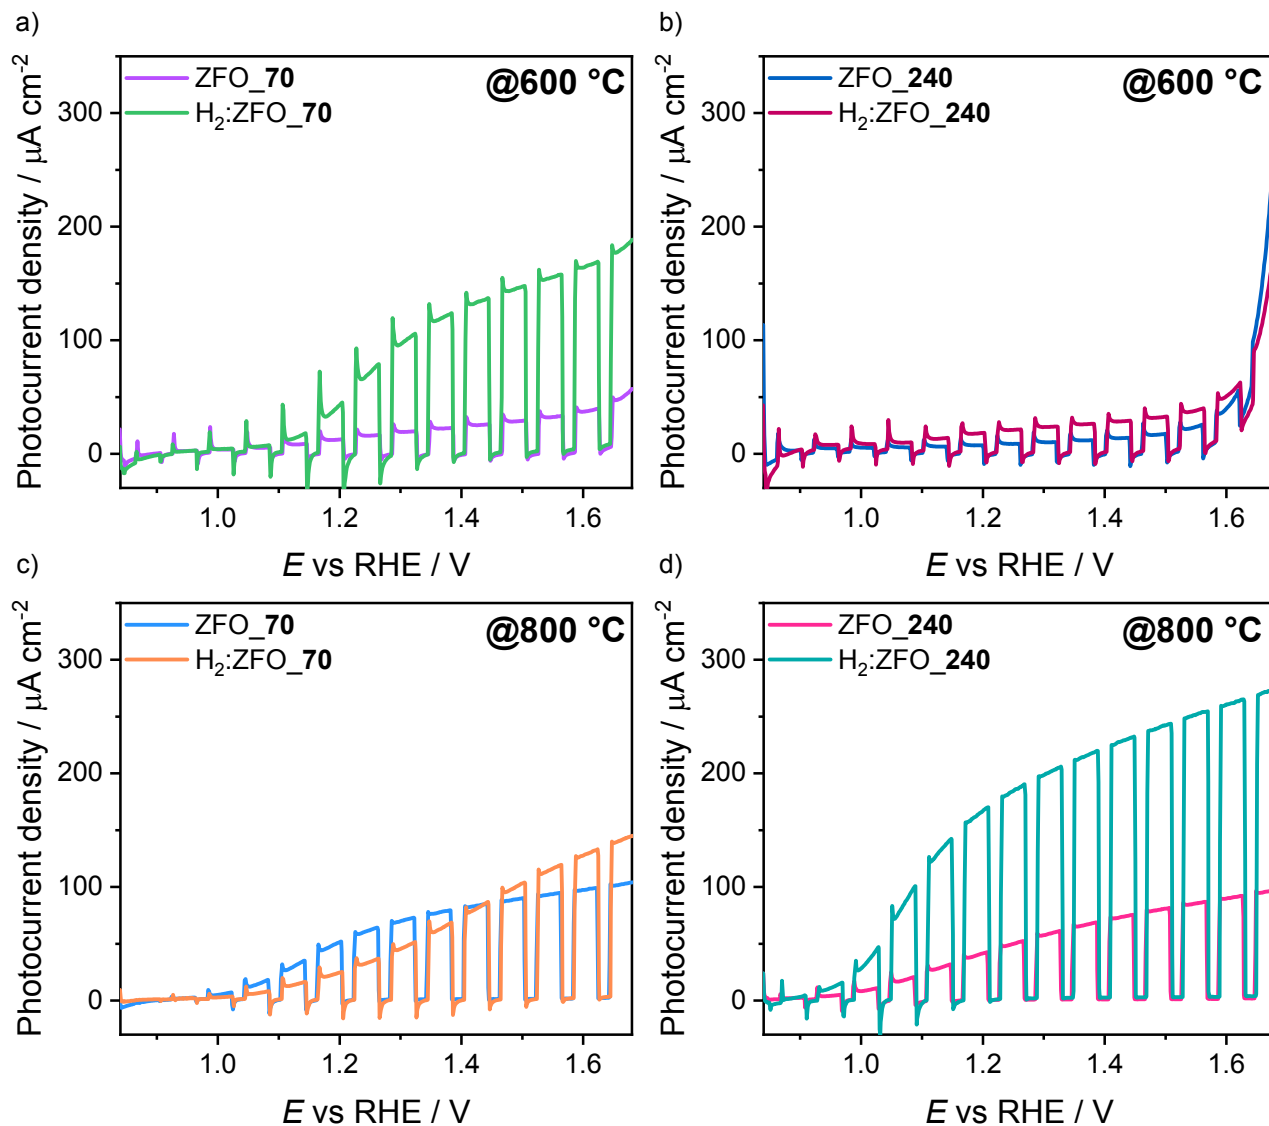 a)
ZFO_70
H₂:ZFO_70
@600 °C
300
200
100
0
Photocurrent density / μA cm⁻²
1.0 1.2 1.4 1.6
E vs RHE / V
b)
ZFO_240
H₂:ZFO_240
@600 °C
300
200
100
0
Photocurrent density / μA cm⁻²
1.0 1.2 1.4 1.6
E vs RHE / V
c)
ZFO_70
H₂:ZFO_70
@800 °C
300
200
100
0
Photocurrent density / μA cm⁻²
1.0 1.2 1.4 1.6
E vs RHE / V
d)
ZFO_240
H₂:ZFO_240
@800 °C
300
200
100
0
Photocurrent density / μA cm⁻²
1.0 1.2 1.4 1.6
E vs RHE / V